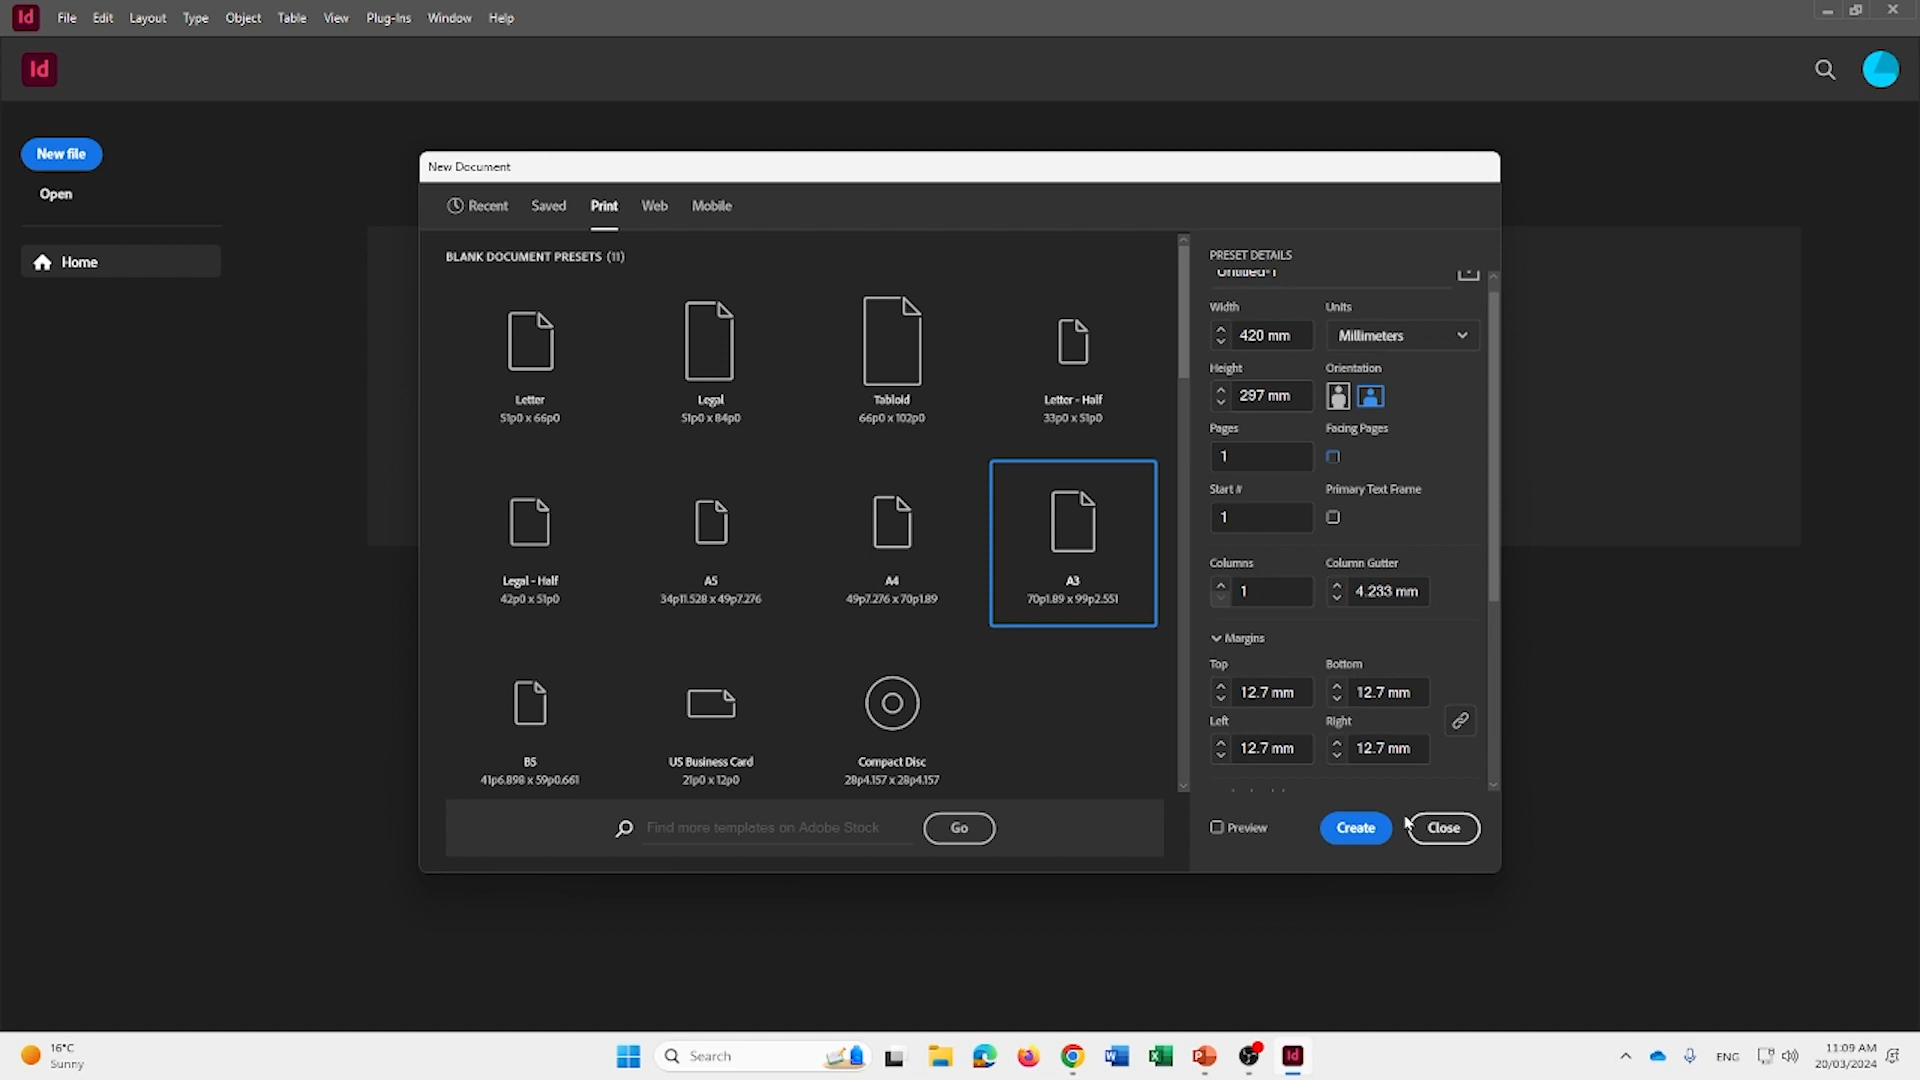 Id File Edit Layout Type Object Table View Plug-Ins Window Help
Id
New file
Open
Home
New Document
Recent Saved Print Web Mobile
BLANK DOCUMENT PRESETS (11)
Letter
51p0 x 66p0
Legal
51p0 x 84p0
Tabloid
66p0 x 102p0
Letter - Half
33p0 x 51p0
Legal - Half
42p0 x 51p0
A5
34p11.528 x 49p7.276
A4
49p7.276 x 70p1.89
A3
70p1.89 x 99p2.551
B5
41p6.898 x 59p0.661
US Business Card
21p0 x 12p0
Compact Disc
28p4.157 x 28p4.157
Find more templates on Adobe Stock
Go
PRESET DETAILS
Untitled-1
Width Units
420 mm Millimeters
Height Orientation
297 mm
Pages Facing Pages
1
Start # Primary Text Frame
1
Columns Column Gutter
1 4.233 mm
Margins
Top Bottom
12.7 mm 12.7 mm
Left Right
12.7 mm 12.7 mm
Preview Create Close
16°C
Sunny
Search
Id
ENG
11:09 AM
20/03/2024